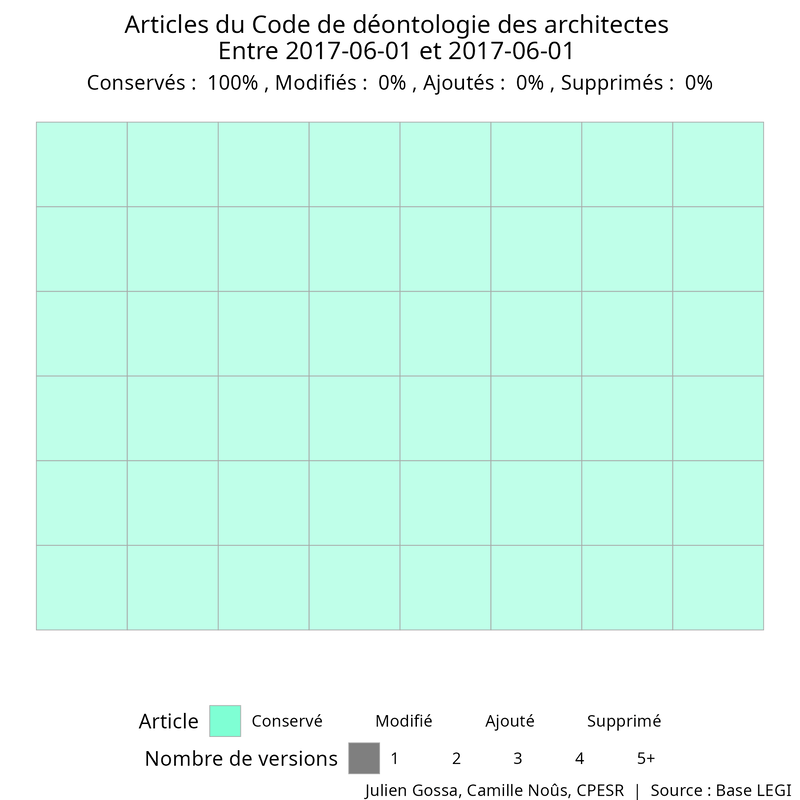 Articles du Code de déontologie des architectes
Entre 2017-06-01 et 2017-06-01
Conservés :  100% , Modifiés :  0% , Ajoutés :  0% , Supprimés :  0%
Article Conservé Modifié Ajouté Supprimé
Nombre de versions 1 2 3 4 5+
Julien Gossa, Camille Noûs, CPESR  |  Source : Base LEGI